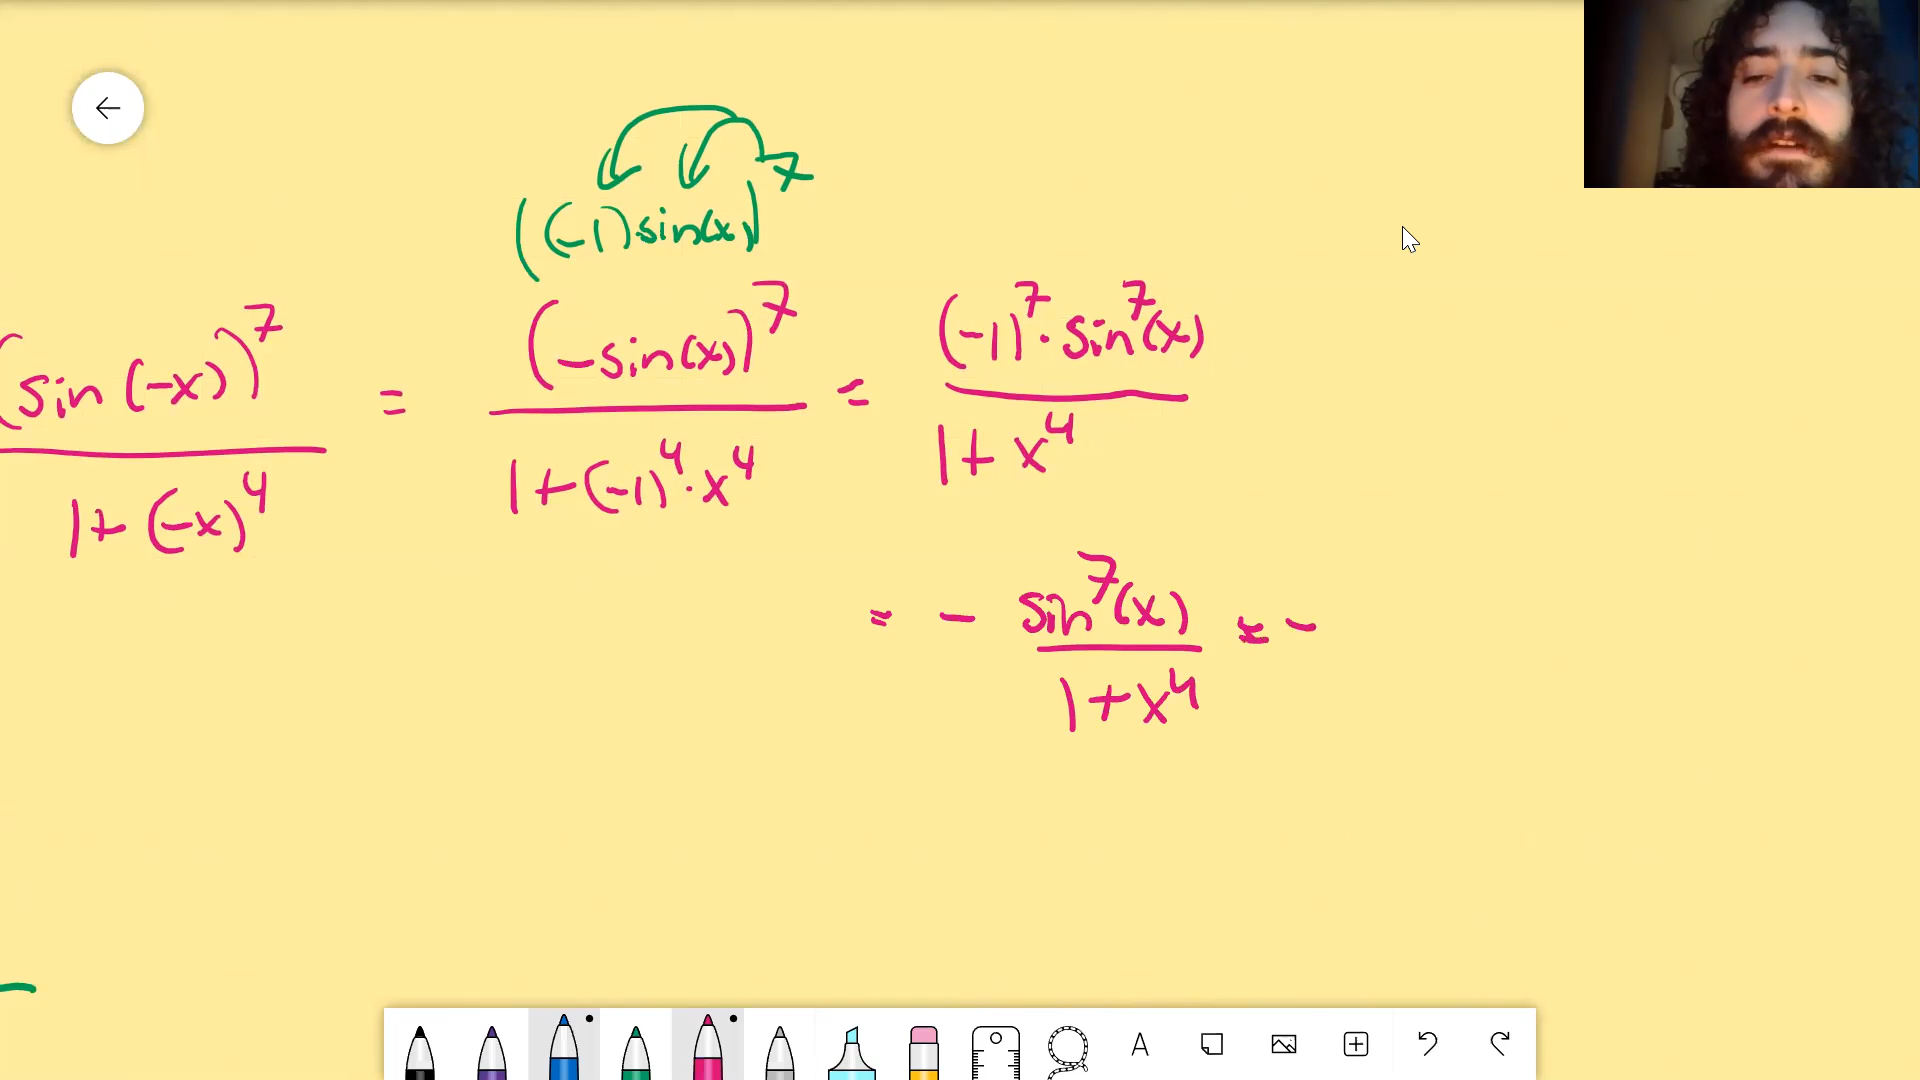 ((-1)sin(x))^7
(sin(-x))^7 / 1+(-x)^4 = (-sin(x))^7 / 1+(-1)^4·x^4 = (-1)^7·sin^7(x) / 1+x^4
= - sin^7(x) / 1+x^4 = -
A